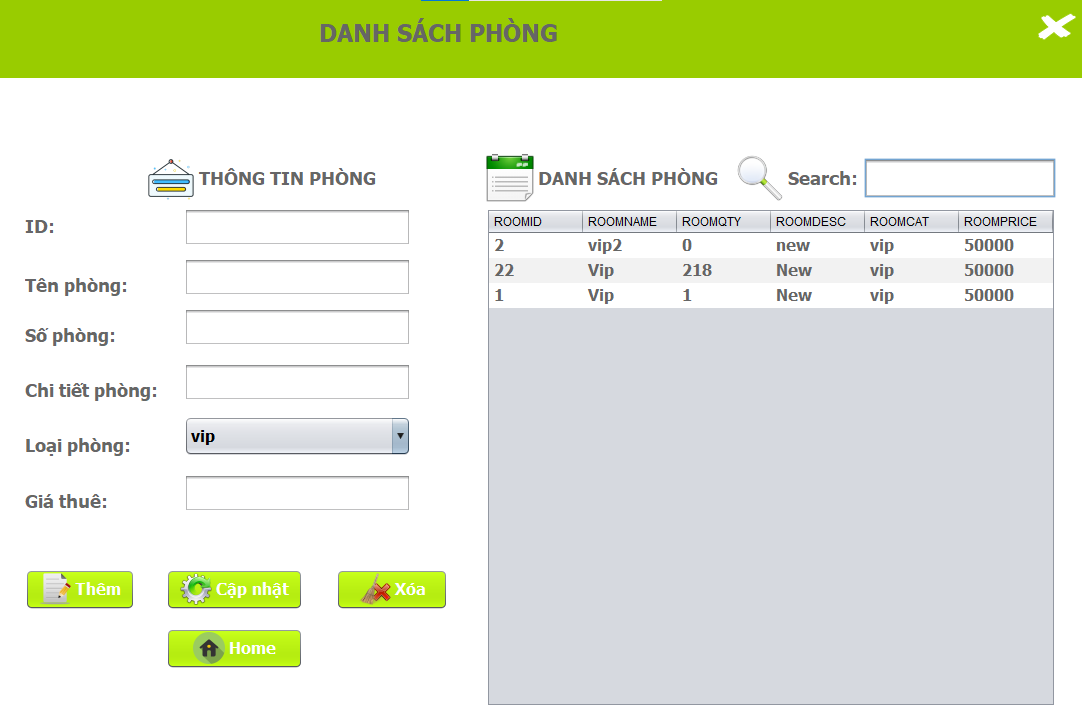 DANH SÁCH PHÒNG
THÔNG TIN PHÒNG
ID:
Tên phòng:
Số phòng:
Chi tiết phòng:
Loại phòng: vip
Giá thuê:
Thêm Cập nhật Xóa
Home
DANH SÁCH PHÒNG Search:
ROOMID ROOMNAME ROOMQTY ROOMDESC ROOMCAT ROOMPRICE
2 vip2 0 new vip 50000
22 Vip 218 New vip 50000
1 Vip 1 New vip 50000